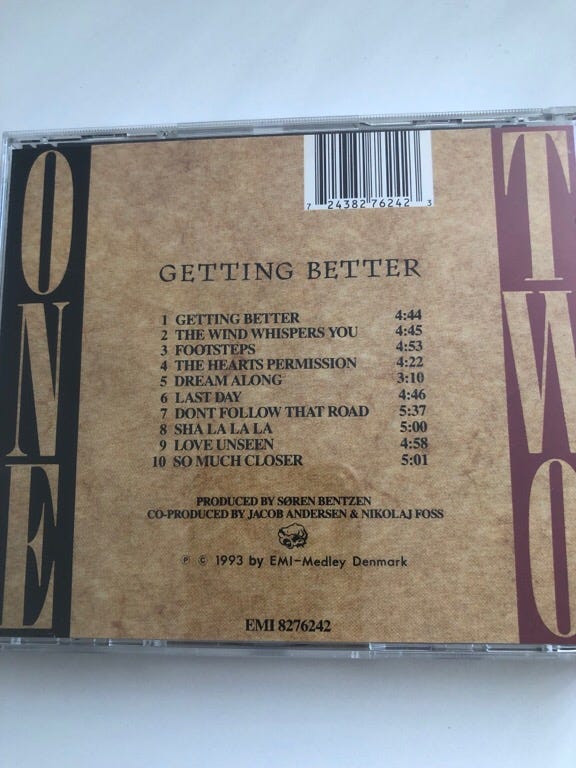 ONE
7 24382 76242 3
TWO
GETTING BETTER
1 GETTING BETTER 4:44
2 THE WIND WHISPERS YOU 4:45
3 FOOTSTEPS 4:53
4 THE HEARTS PERMISSION 4:22
5 DREAM ALONG 3:10
6 LAST DAY 4:46
7 DONT FOLLOW THAT ROAD 5:37
8 SHA LA LA LA 5:00
9 LOVE UNSEEN 4:58
10 SO MUCH CLOSER 5:01
PRODUCED BY SØREN BENTZEN
CO-PRODUCED BY JACOB ANDERSEN & NIKOLAJ FOSS
℗ © 1993 by EMI-Medley Denmark
EMI 8276242